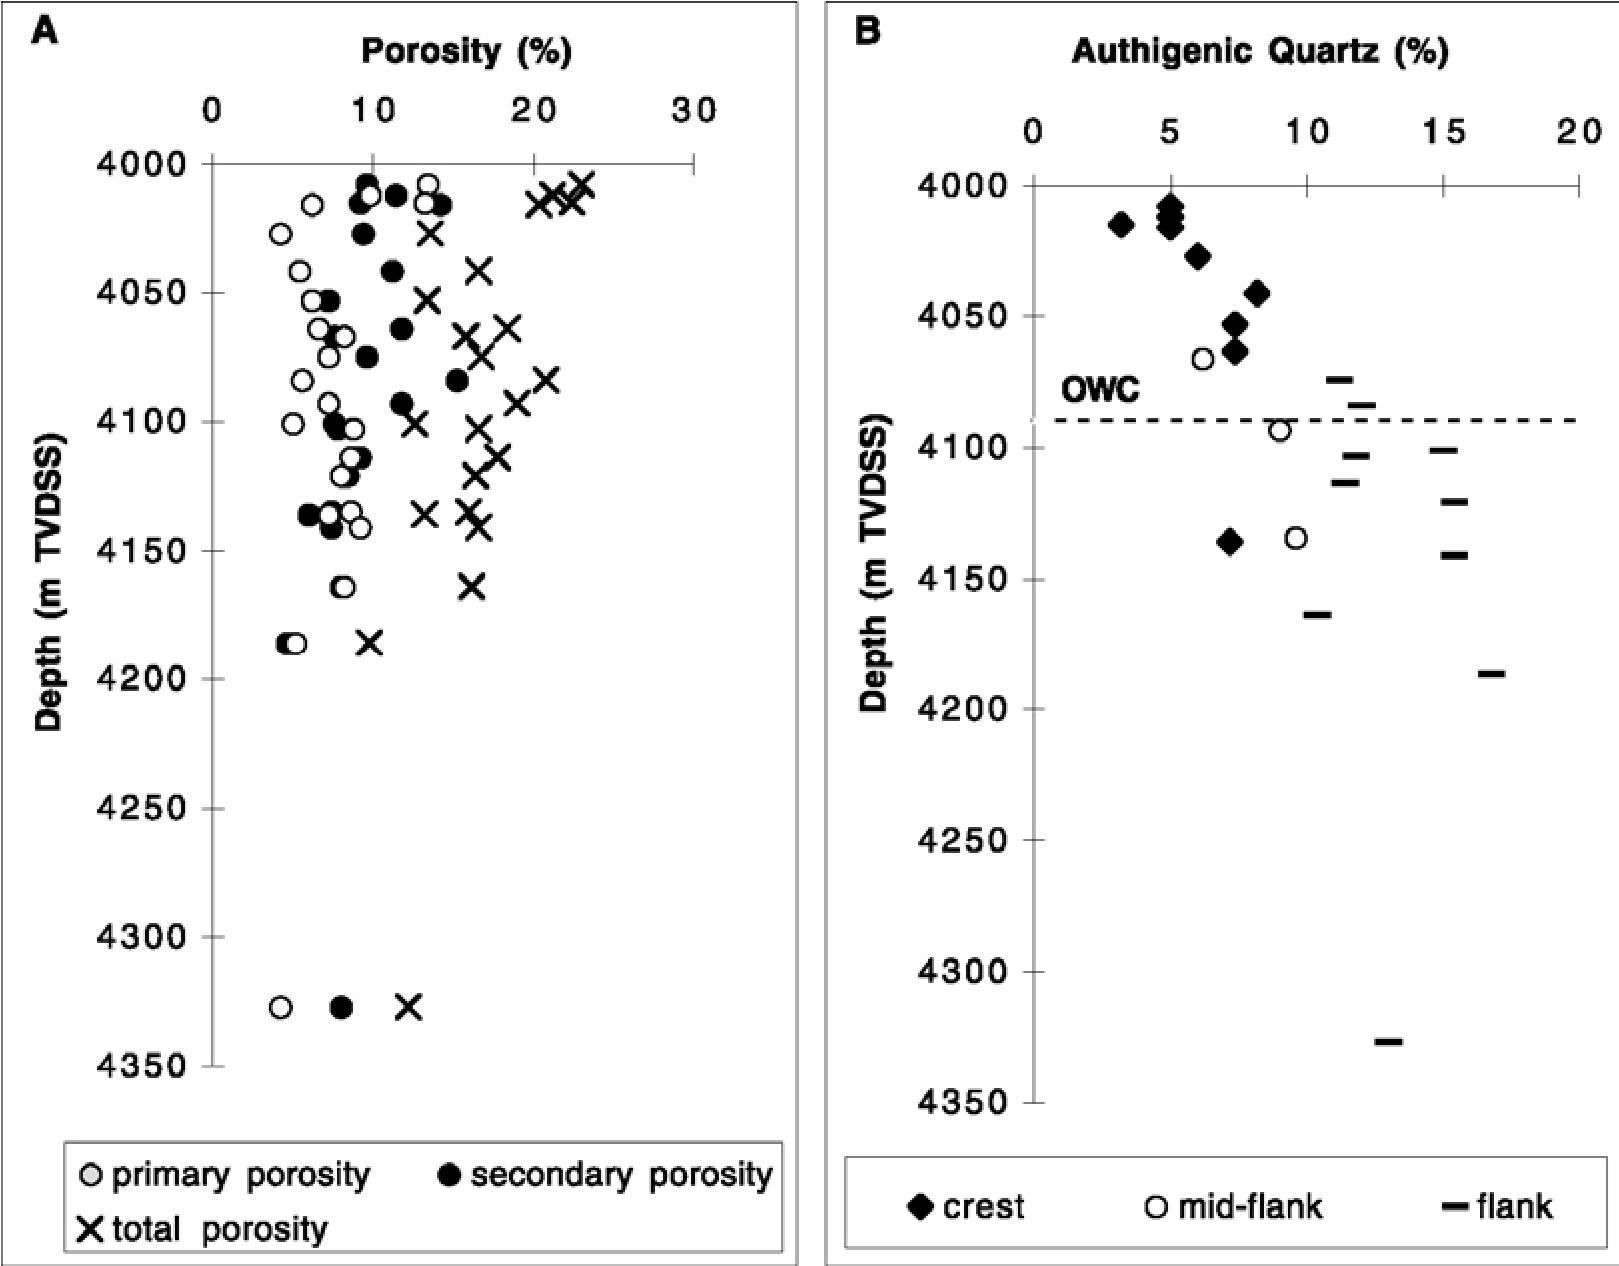 A
Porosity (%)
0 10 20 30
4000
4050
4100
4150
4200
4250
4300
4350
Depth (m TVDSS)
primary porosity secondary porosity
total porosity
B
Authigenic Quartz (%)
0 5 10 15 20
4000
4050
OWC
4100
4150
4200
4250
4300
4350
Depth (m TVDSS)
crest mid-flank flank